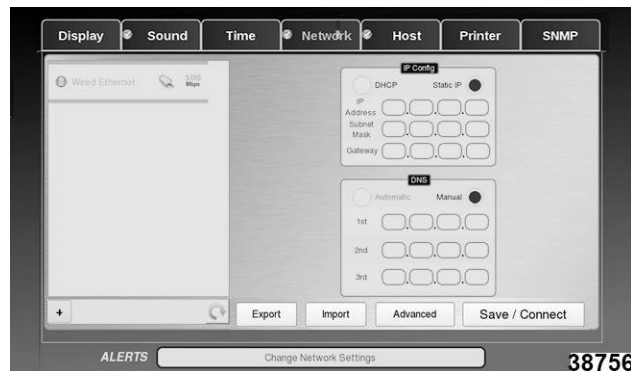 Display Sound Time Network Host Printer SNMP
Wired Ethernet 100 Mbps
IP Config
DHCP Static IP
IP Address
Subnet Mask
Gateway
DNS
Automatic Manual
1st
2nd
3rd
+ Export Import Advanced Save / Connect
ALERTS Change Network Settings
38756